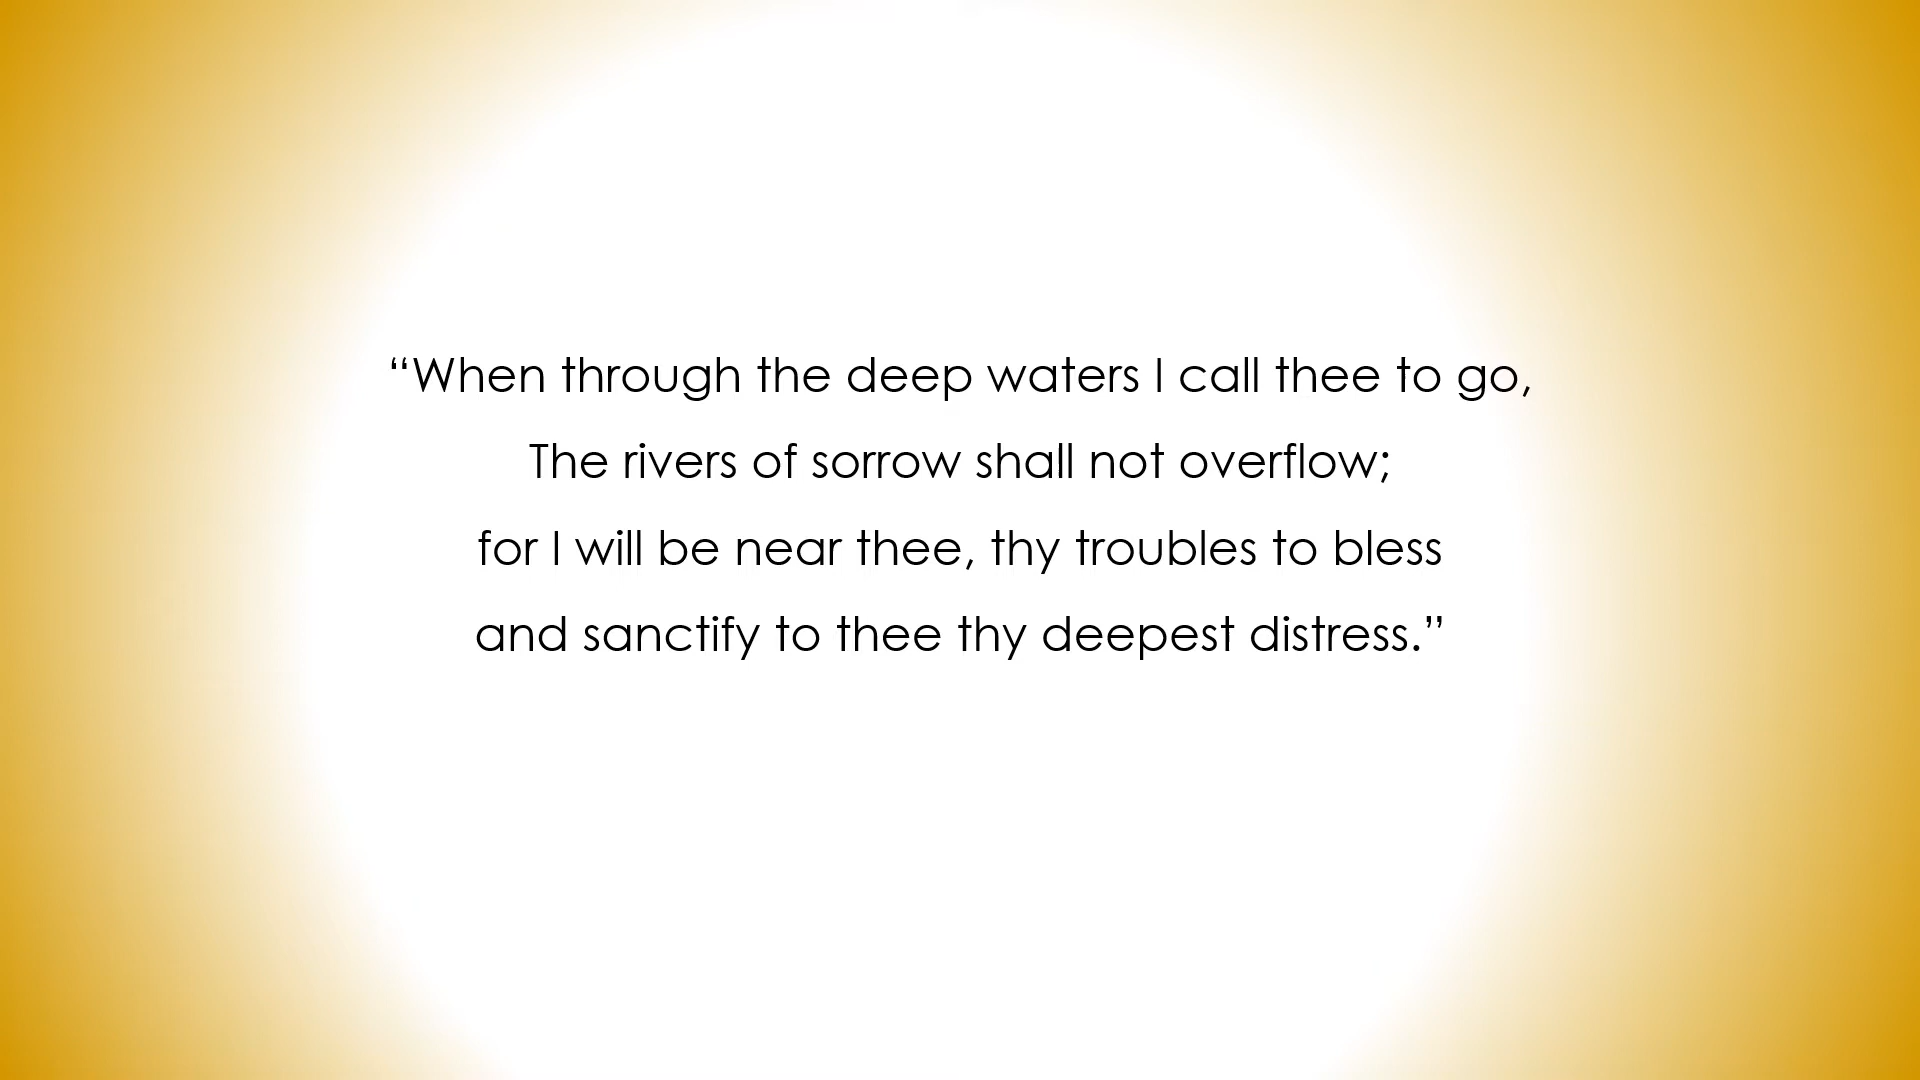 “When through the deep waters I call thee to go,
The rivers of sorrow shall not overflow;
for I will be near thee, thy troubles to bless
and sanctify to thee thy deepest distress.”